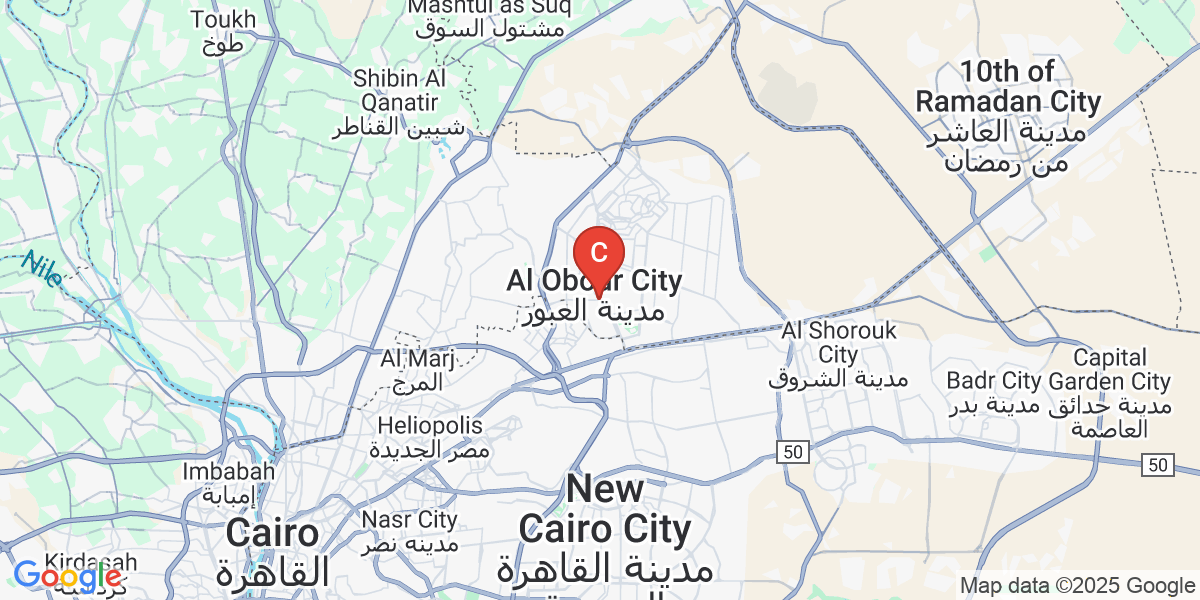 Mashtul as Suq
مشتول السوق
Toukh
طوخ
Shibin Al
Qanatir
شبين القناطر
10th of
Ramadan City
مدينة العاشر
من رمضان
Nile
C
Al Obour City
مدينة العبور
Al Shorouk
City
مدينة الشروق
Al Marj
المرج
Capital
Garden City
مدينة حدائق
العاصمة
Badr City
مدينة بدر
Heliopolis
مصر الجديدة
50
50
Imbabah
إمبابة
New
Cairo City
مدينة القاهرة
Cairo
القاهرة
Nasr City
مدينه نصر
Kirdasah
Google
Map data ©2025 Google